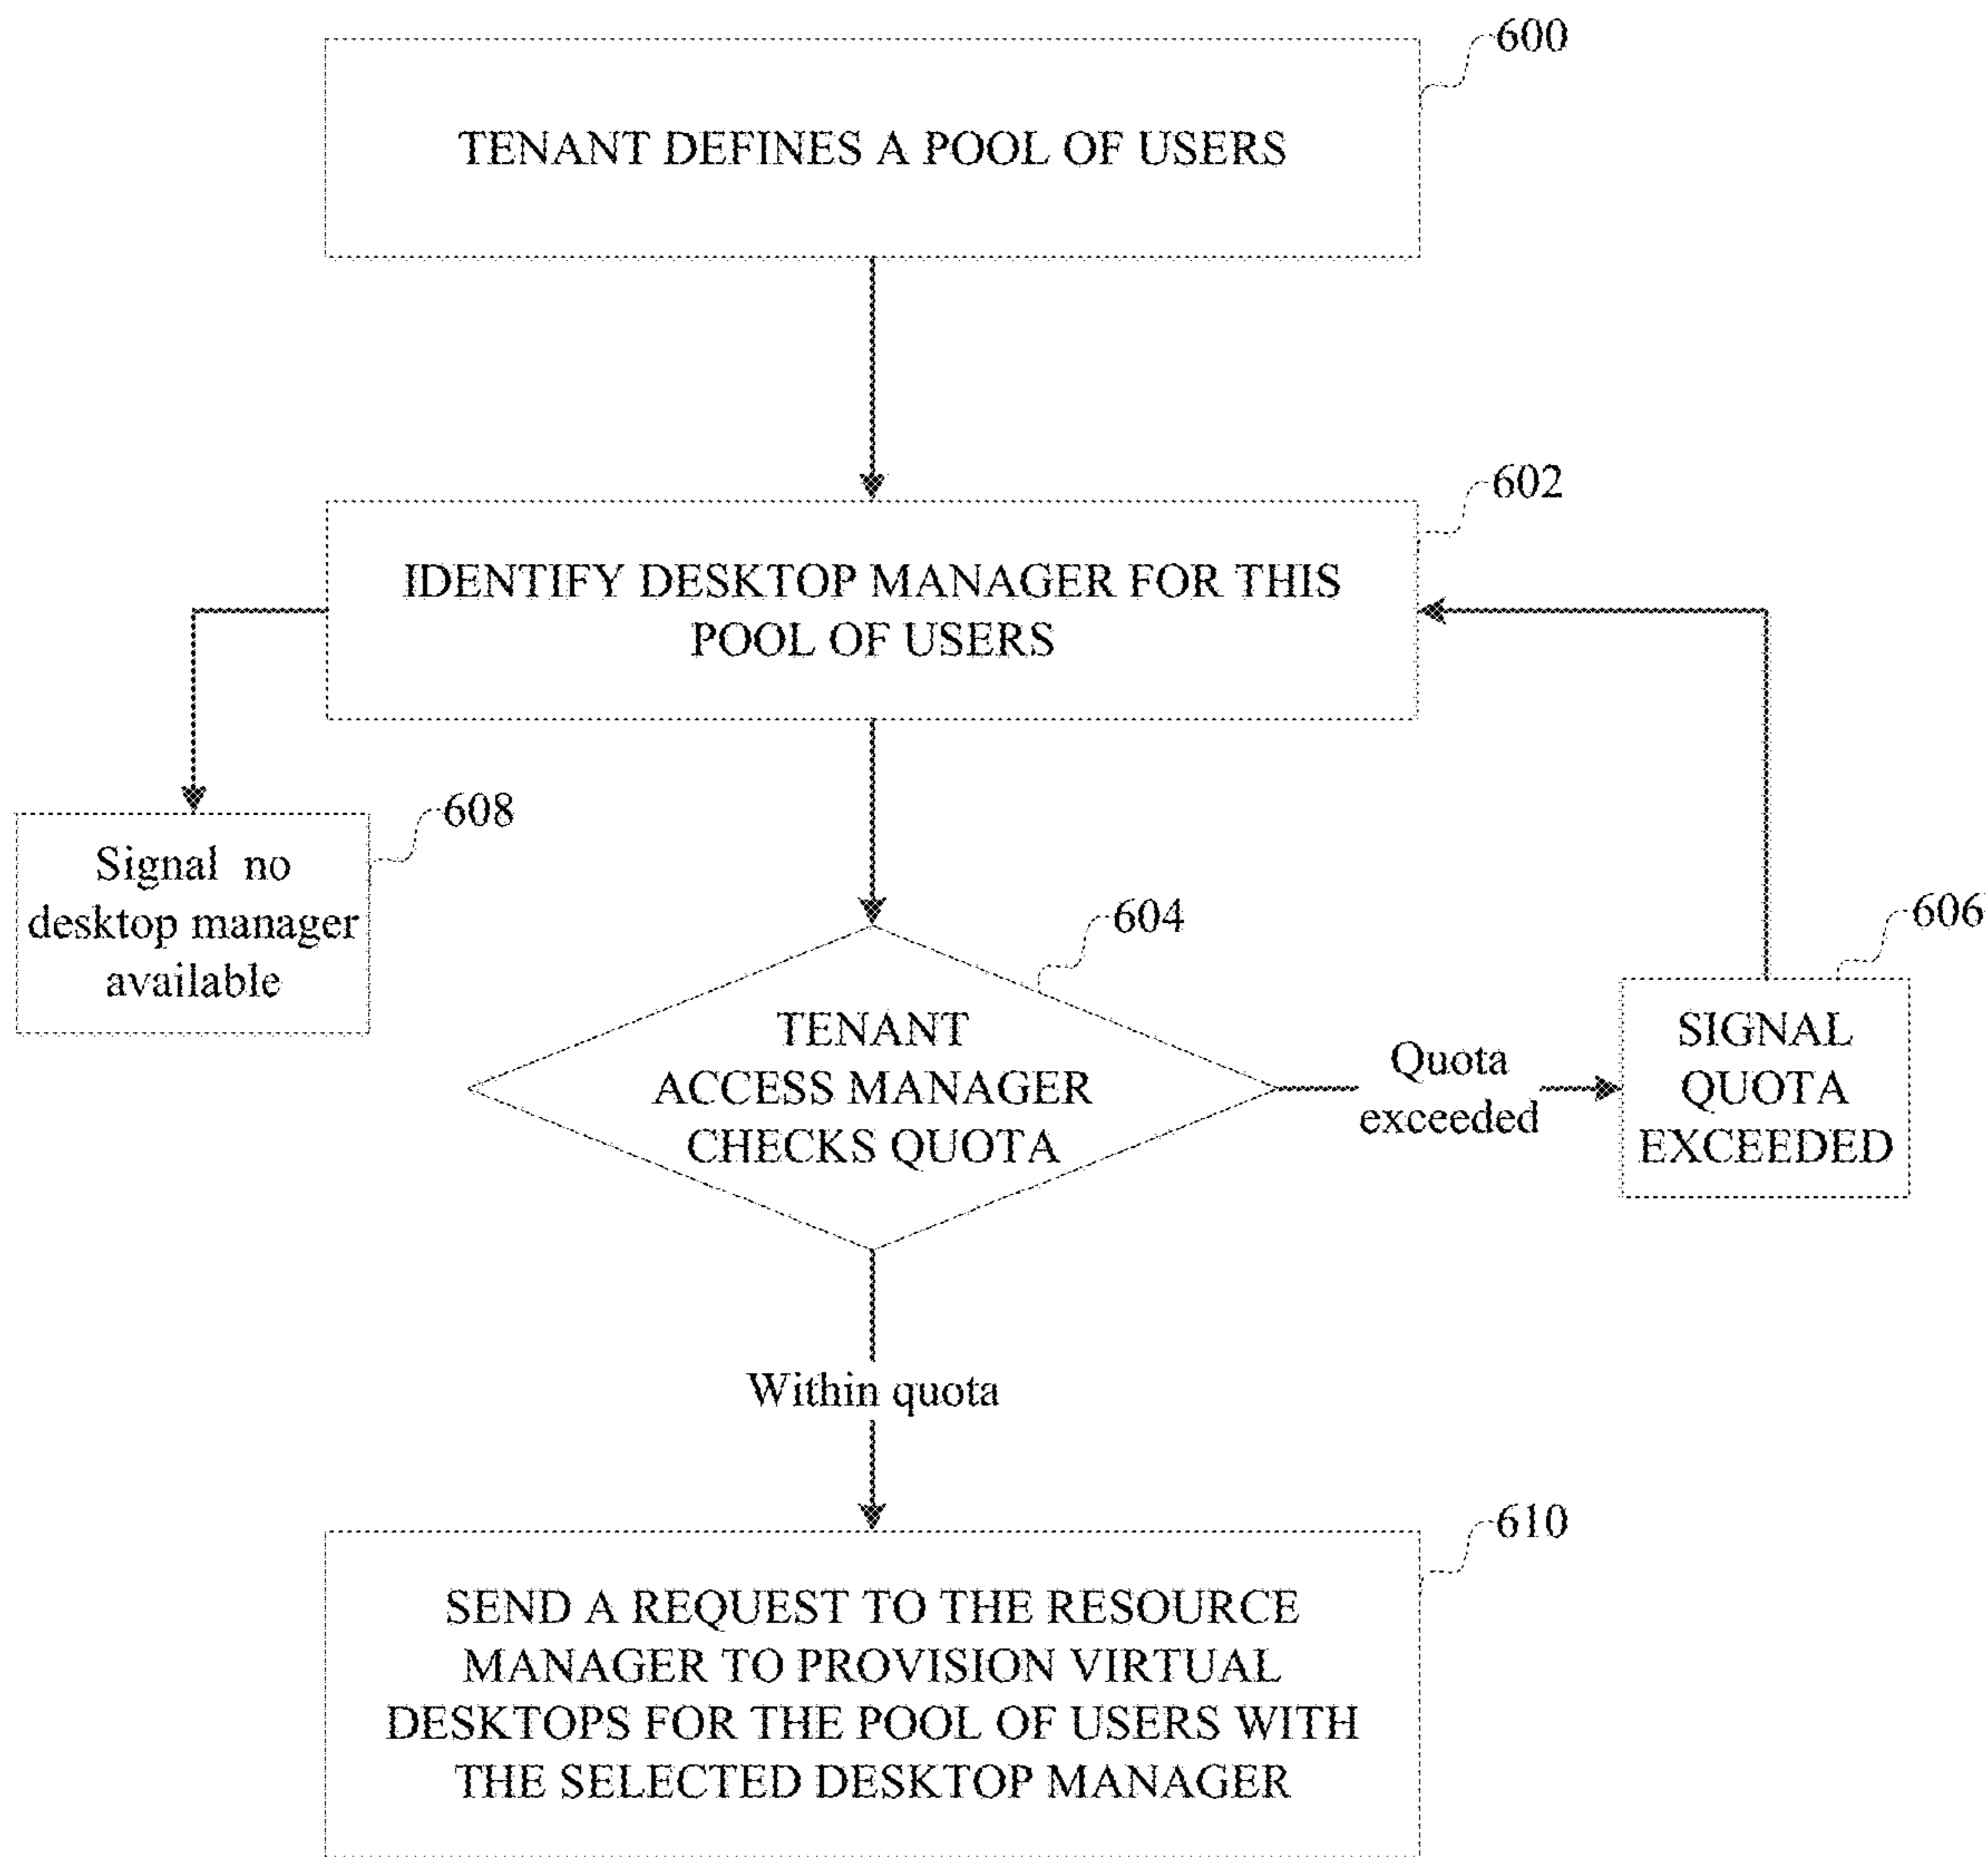 600
TENANT DEFINES A POOL OF USERS
602
IDENTIFY DESKTOP MANAGER FOR THIS
POOL OF USERS
608
Signal no
desktop manager
available
604
TENANT
ACCESS MANAGER
CHECKS QUOTA
Quota
exceeded
606
SIGNAL
QUOTA
EXCEEDED
Within quota
610
SEND A REQUEST TO THE RESOURCE
MANAGER TO PROVISION VIRTUAL
DESKTOPS FOR THE POOL OF USERS WITH
THE SELECTED DESKTOP MANAGER